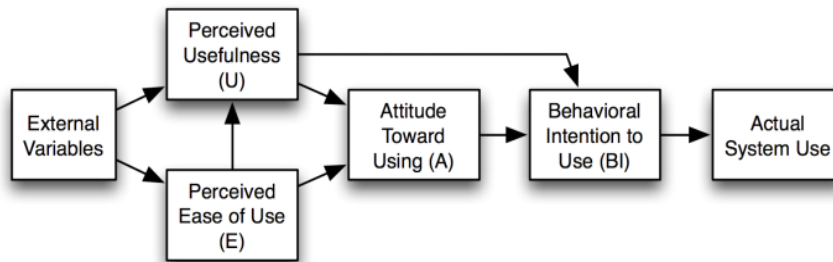 Perceived
Usefulness
(U)
External
Variables
Perceived
Ease of Use
(E)
Attitude
Toward
Using (A)
Behavioral
Intention to
Use (BI)
Actual
System Use